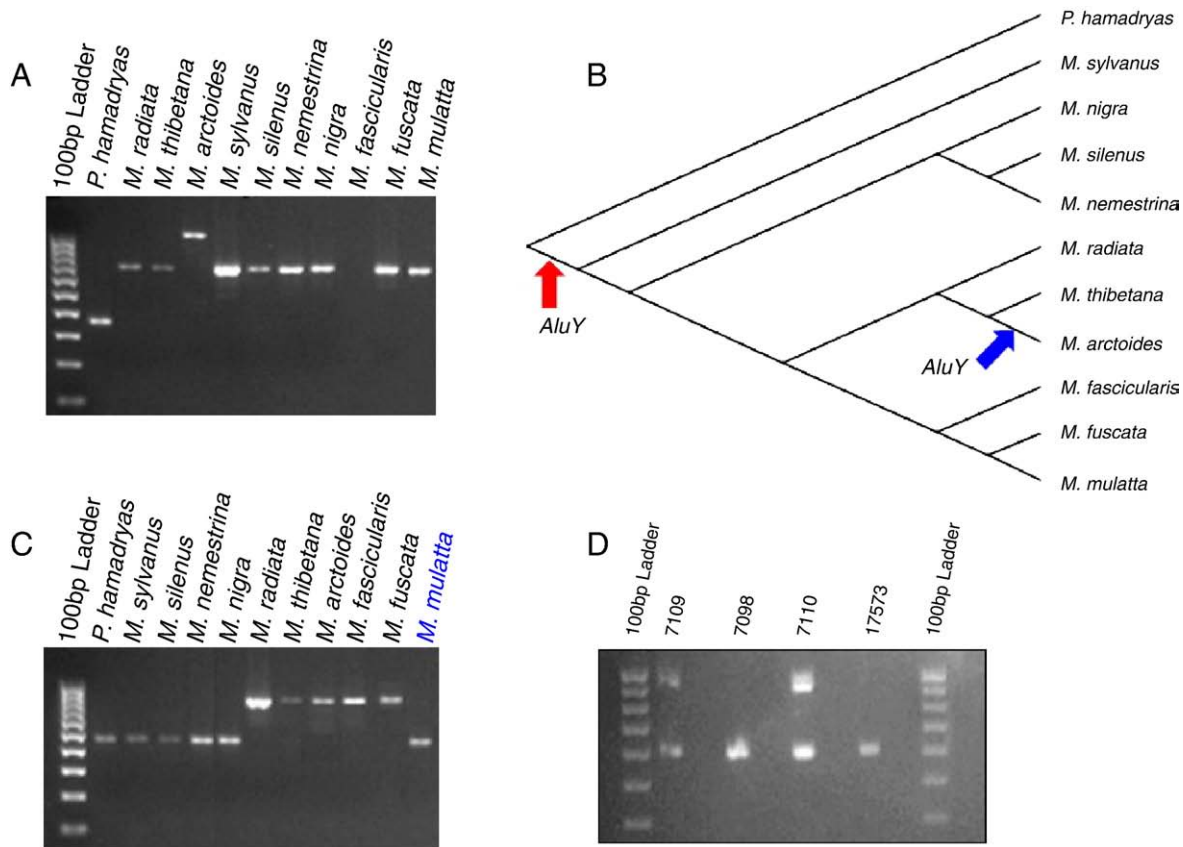 A
100bp Ladder
P. hamadryas
M. radiata
M. thibetana
M. arctoides
M. sylvanus
M. silenus
M. nemestrina
M. nigra
M. fascicularis
M. fuscata
M. mulatta
B
P. hamadryas
M. sylvanus
M. nigra
M. silenus
M. nemestrina
M. radiata
M. thibetana
M. arctoides
M. fascicularis
M. fuscata
M. mulatta
AluY
AluY
C
100bp Ladder
P. hamadryas
M. sylvanus
M. silenus
M. nemestrina
M. nigra
M. radiata
M. thibetana
M. arctoides
M. fascicularis
M. fuscata
M. mulatta
D
100bp Ladder
7109
7098
7110
17573
100bp Ladder